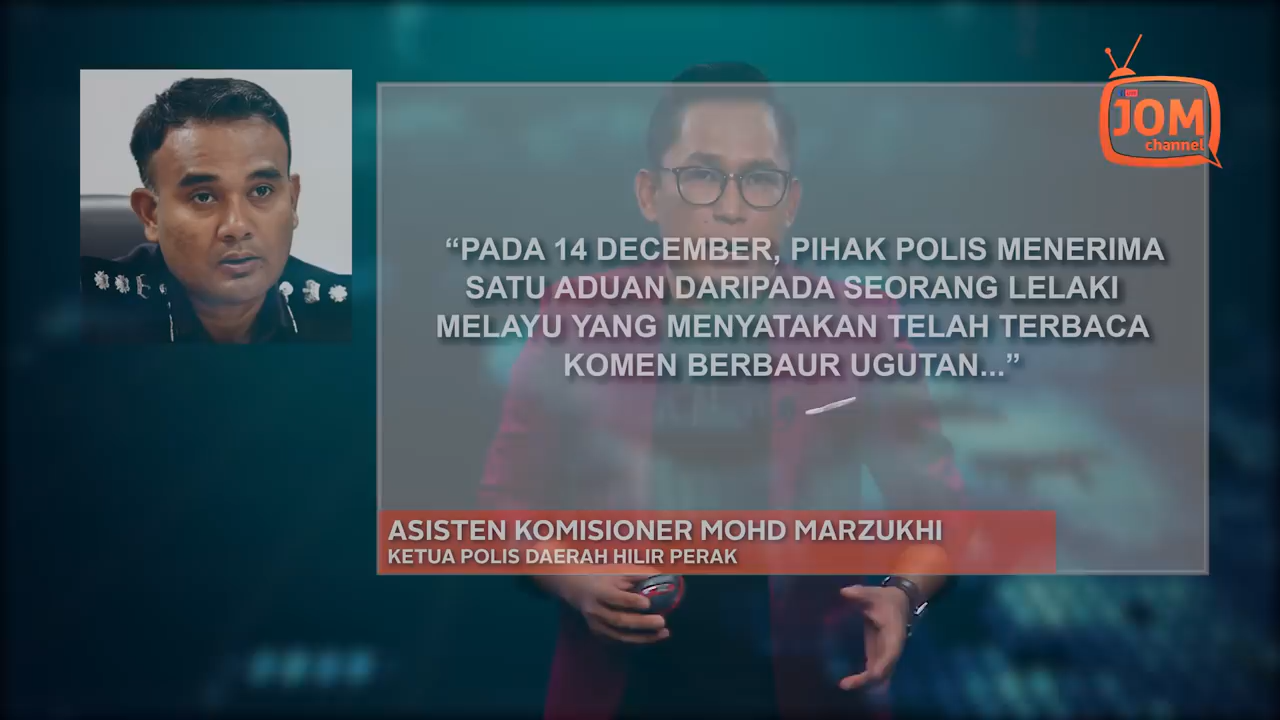 LIVE
JOM
channel
“PADA 14 DECEMBER, PIHAK POLIS MENERIMA
SATU ADUAN DARIPADA SEORANG LELAKI
MELAYU YANG MENYATAKAN TELAH TERBACA
KOMEN BERBAUR UGUTAN...”
ASISTEN KOMISIONER MOHD MARZUKHI
KETUA POLIS DAERAH HILIR PERAK